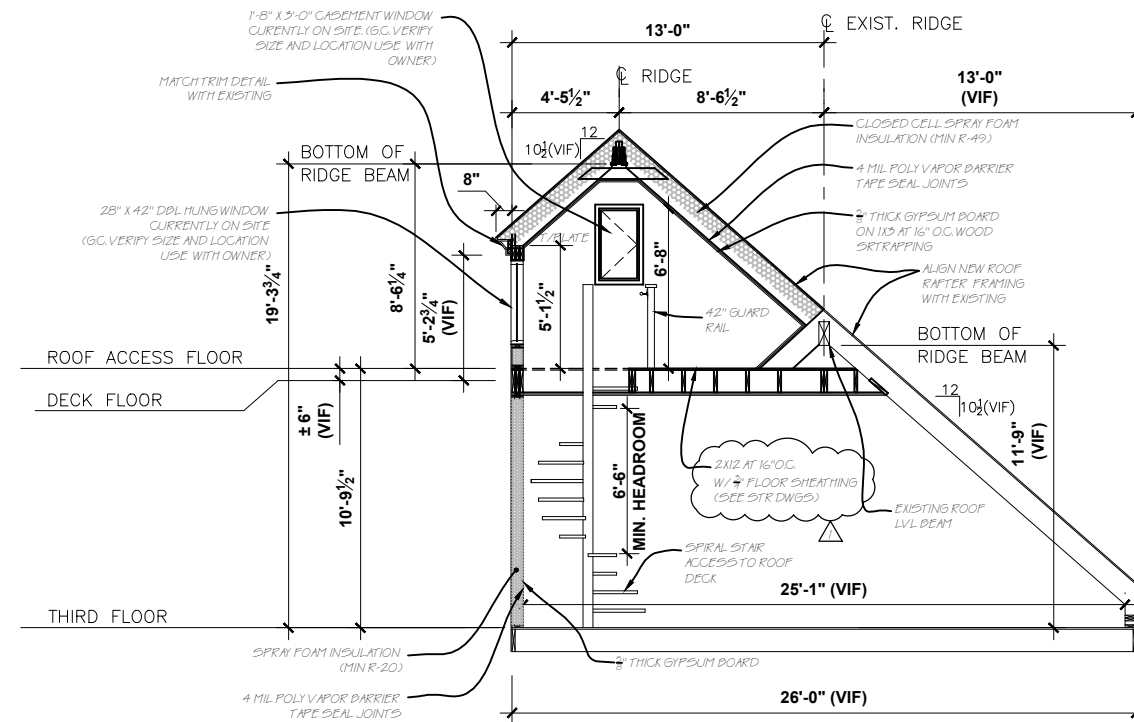 1'-8" X 3'-0" CASEMENT WINDOW
CURENTLY ON SITE. (G.C. VERIFY
SIZE AND LOCATION USE WITH
OWNER)
MATCH TRIM DETAIL
WITH EXISTING
℄ EXIST. RIDGE
13'-0"
℄ RIDGE
4'-5½"
8'-6½"
13'-0"
(VIF)
12
10½(VIF)
BOTTOM OF
RIDGE BEAM
8"
28" X 42" DBL HUNG WINDOW
CURRENTLY ON SITE
(G.C. VERIFY SIZE AND LOCATION
USE WITH OWNER)
CLOSED CELL SPRAY FOAM
INSULATION (MIN R-49)
4 MIL POLY VAPOR BARRIER
TAPE SEAL JOINTS
" THICK GYPSUM BOARD
ON 1X3 AT 16" O.C. WOOD
SRTRAPPING
ALIGN NEW ROOF
RAFTER FRAMING
WITH EXISTING
T/PLATE
19'-3¾"
8'-6¼"
5'-2¾"
(VIF)
5'-1½"
6'-8"
42" GUARD
RAIL
BOTTOM OF
RIDGE BEAM
ROOF ACCESS FLOOR
DECK FLOOR
± 6"
(VIF)
10'-9½"
12
10½(VIF)
11'-9"
(VIF)
6'-6"
MIN. HEADROOM
2X12 AT 16"O.C.
W/ " FLOOR SHEATHING
(SEE STR DWGS)
1
EXISTING ROOF
LVL BEAM
SPIRAL STAIR
ACCESS TO ROOF
DECK
25'-1" (VIF)
THIRD FLOOR
SPRAY FOAM INSULATION
(MIN R-20)
" THICK GYPSUM BOARD
4 MIL POLY VAPOR BARRIER
TAPE SEAL JOINTS
26'-0" (VIF)